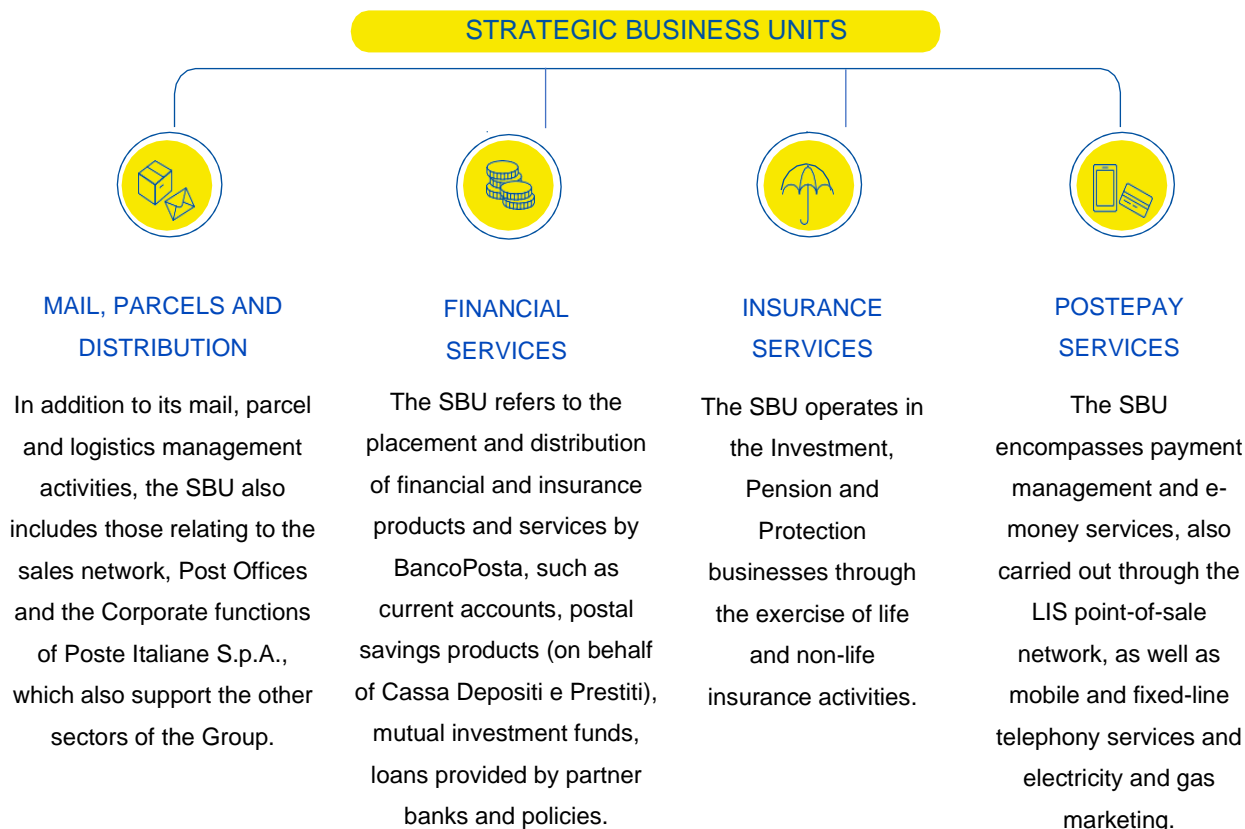 STRATEGIC BUSINESS UNITS
MAIL, PARCELS AND
DISTRIBUTION
In addition to its mail, parcel
and logistics management
activities, the SBU also
includes those relating to the
sales network, Post Offices
and the Corporate functions
of Poste Italiane S.p.A.,
which also support the other
sectors of the Group.
FINANCIAL
SERVICES
The SBU refers to the
placement and distribution
of financial and insurance
products and services by
BancoPosta, such as
current accounts, postal
savings products (on behalf
of Cassa Depositi e Prestiti),
mutual investment funds,
loans provided by partner
banks and policies.
INSURANCE
SERVICES
The SBU operates in
the Investment,
Pension and
Protection
businesses through
the exercise of life
and non-life
insurance activities.
POSTEPAY
SERVICES
The SBU
encompasses payment
management and e-
money services, also
carried out through the
LIS point-of-sale
network, as well as
mobile and fixed-line
telephony services and
electricity and gas
marketing.